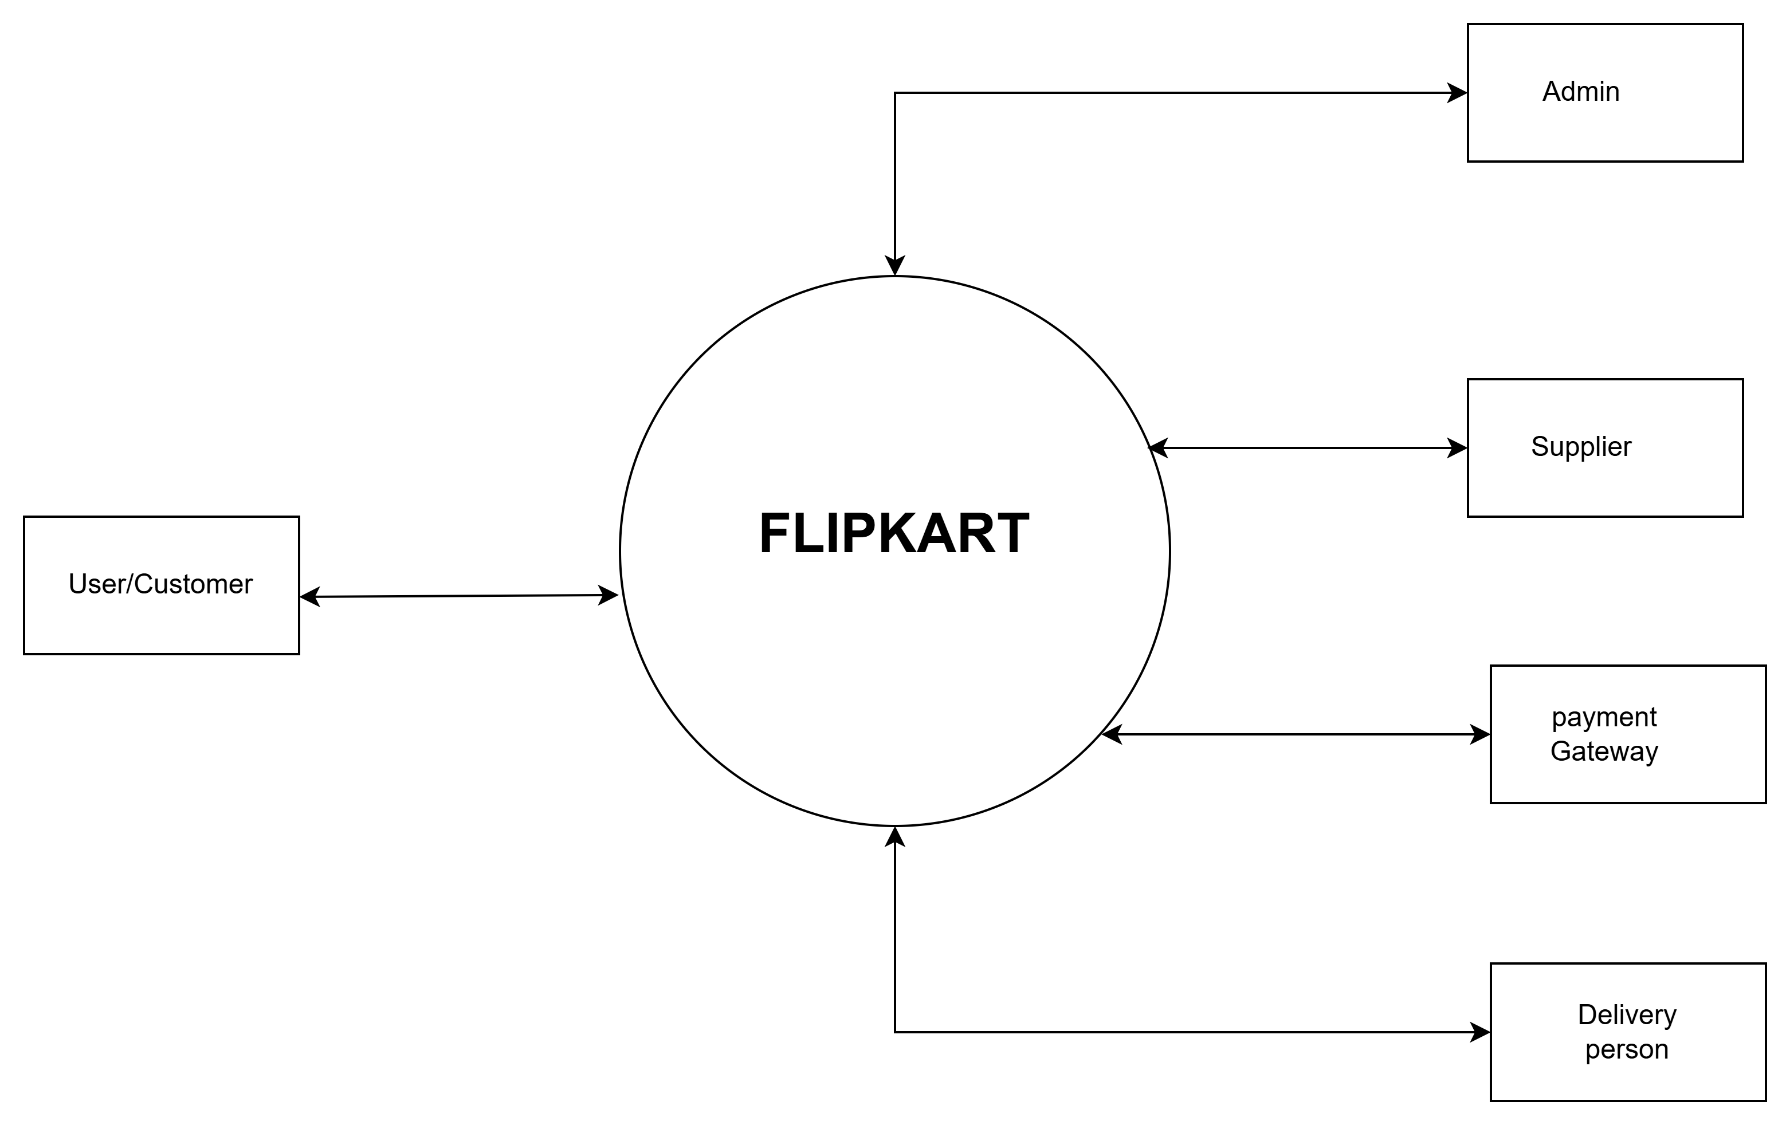 Admin
Supplier
FLIPKART
User/Customer
payment
Gateway
Delivery
person